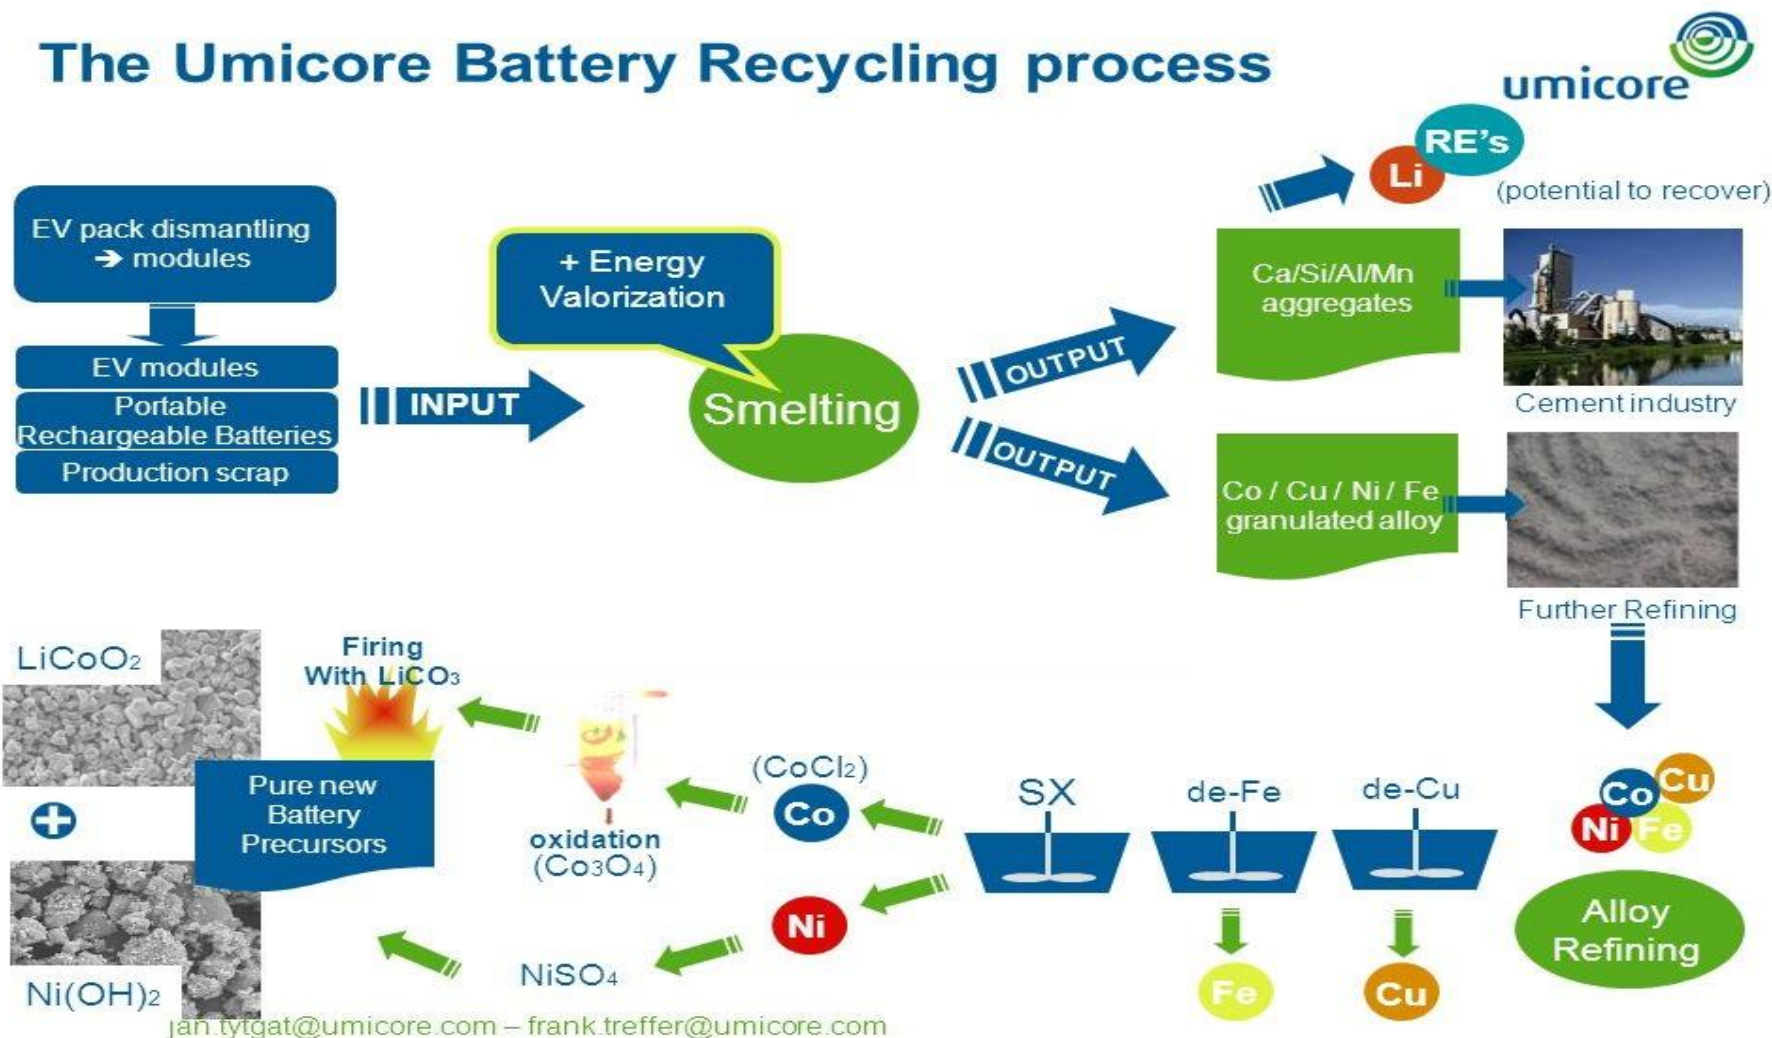 The Umicore Battery Recycling process
umicore
RE's
Li
(potential to recover)
EV pack dismantling
➔ modules
+ Energy
Valorization
Ca/Si/Al/Mn
aggregates
OUTPUT
EV modules
Portable
Rechargeable Batteries
Production scrap
INPUT
Smelting
Cement industry
OUTPUT
Co / Cu / Ni / Fe
granulated alloy
Further Refining
LiCoO2
Firing
With LiCO3
Pure new
Battery
Precursors
oxidation
(Co3O4)
(CoCl2)
Co
SX
de-Fe
de-Cu
Co
Cu
Ni
Fe
Alloy
Refining
Ni
NiSO4
Fe
Cu
Ni(OH)2
jan.tytgat@umicore.com – frank.treffer@umicore.com